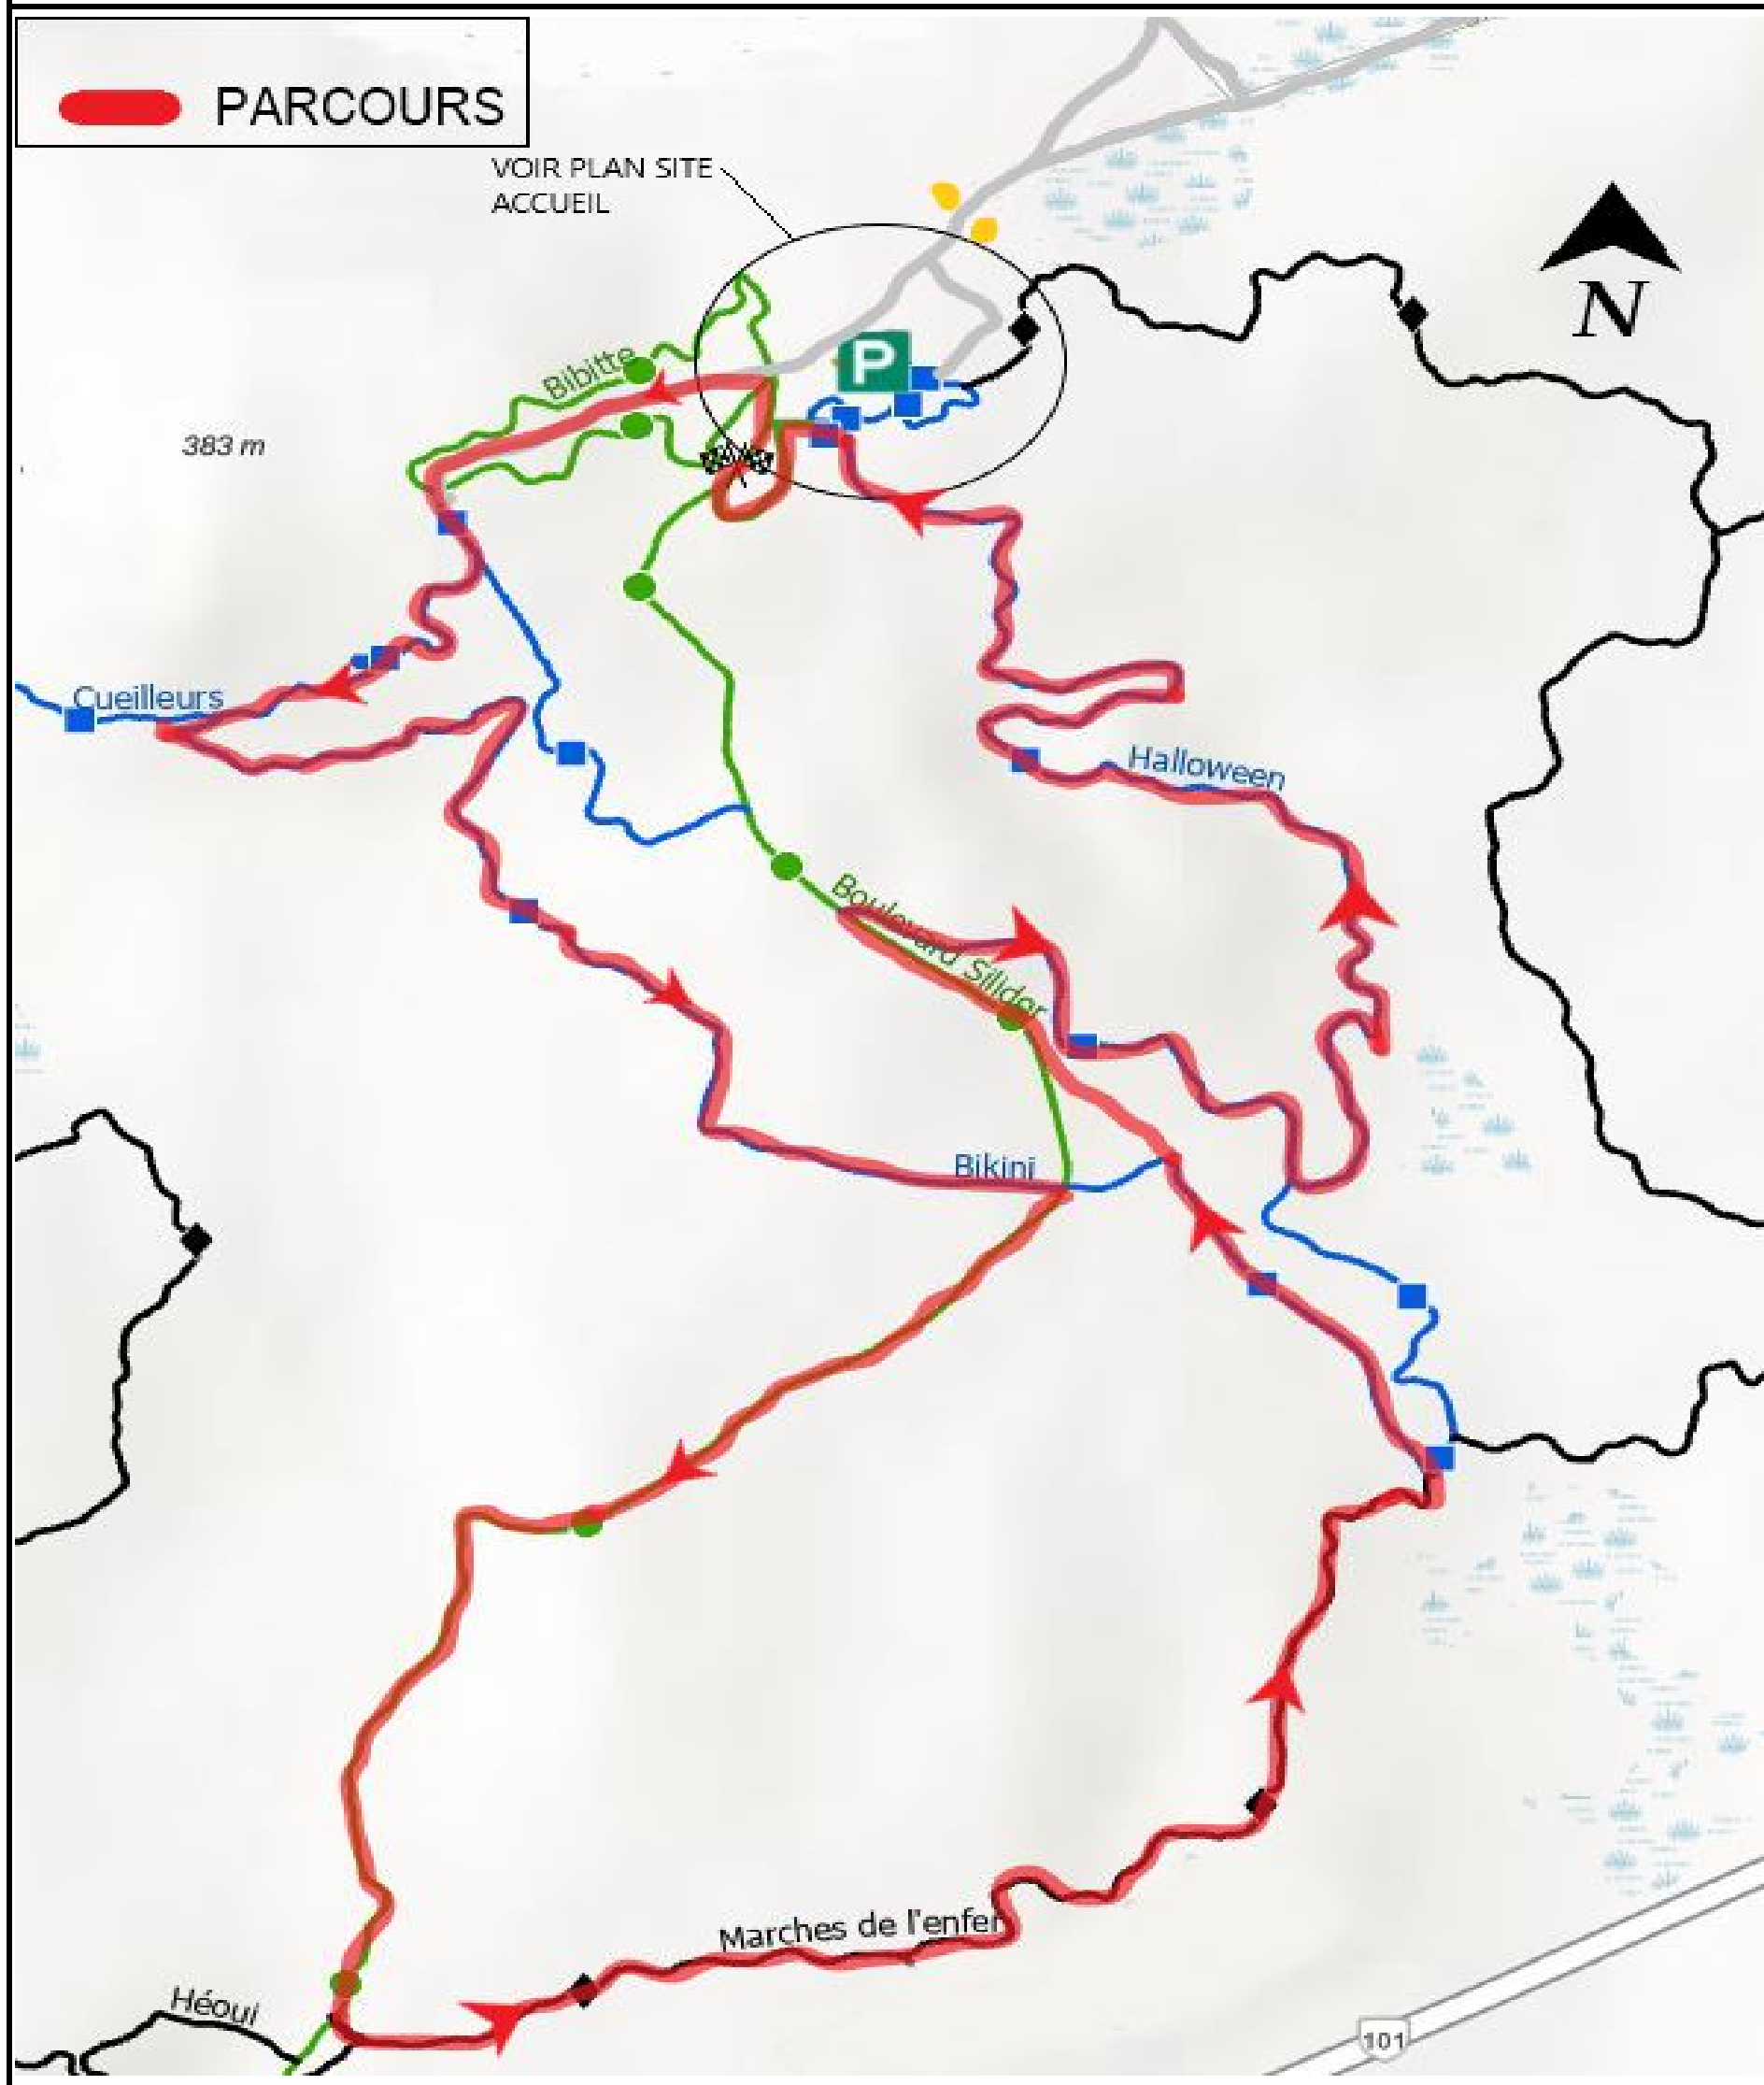 PARCOURS
VOIR PLAN SITE
ACCUEIL
N
P
Bibitte
383 m
Cueilleurs
Halloween
Boulevard Silidor
Bikini
Marches de l'enfer
Héoui
101